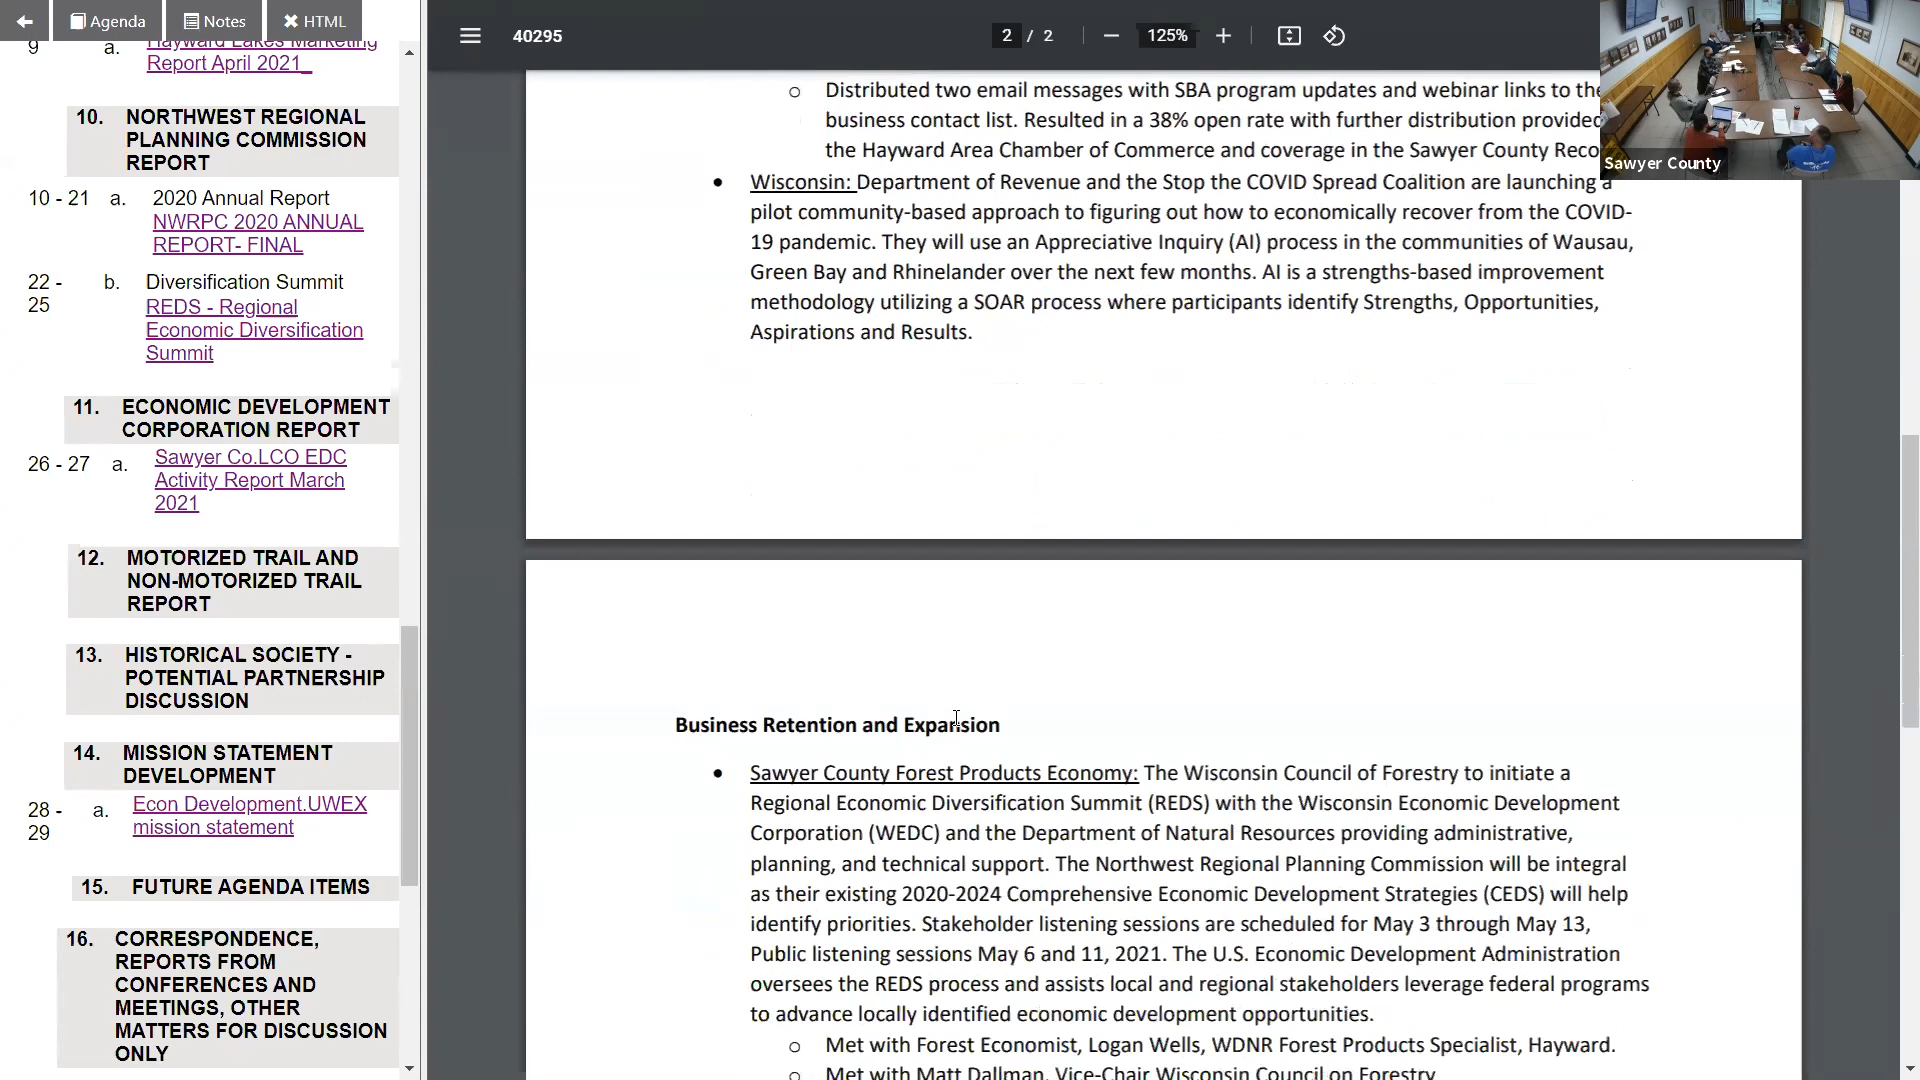 Agenda
Notes
HTML
9 a. Hayward Lakes Marketing
Report April 2021_
10. NORTHWEST REGIONAL
PLANNING COMMISSION
REPORT
10 - 21 a. 2020 Annual Report
NWRPC 2020 ANNUAL
REPORT- FINAL
22 - b. Diversification Summit
25 REDS - Regional
Economic Diversification
Summit
11. ECONOMIC DEVELOPMENT
CORPORATION REPORT
26 - 27 a. Sawyer Co.LCO EDC
Activity Report March
2021
12. MOTORIZED TRAIL AND
NON-MOTORIZED TRAIL
REPORT
13. HISTORICAL SOCIETY -
POTENTIAL PARTNERSHIP
DISCUSSION
14. MISSION STATEMENT
DEVELOPMENT
28 - a. Econ Development.UWEX
29 mission statement
15. FUTURE AGENDA ITEMS
16. CORRESPONDENCE,
REPORTS FROM
CONFERENCES AND
MEETINGS, OTHER
MATTERS FOR DISCUSSION
ONLY
40295
2 / 2
125%
Sawyer County
o Distributed two email messages with SBA program updates and webinar links to the
business contact list. Resulted in a 38% open rate with further distribution provided
the Hayward Area Chamber of Commerce and coverage in the Sawyer County Reco
• Wisconsin: Department of Revenue and the Stop the COVID Spread Coalition are launching a
pilot community-based approach to figuring out how to economically recover from the COVID-
19 pandemic. They will use an Appreciative Inquiry (AI) process in the communities of Wausau,
Green Bay and Rhinelander over the next few months. AI is a strengths-based improvement
methodology utilizing a SOAR process where participants identify Strengths, Opportunities,
Aspirations and Results.
Business Retention and Expansion
• Sawyer County Forest Products Economy: The Wisconsin Council of Forestry to initiate a
Regional Economic Diversification Summit (REDS) with the Wisconsin Economic Development
Corporation (WEDC) and the Department of Natural Resources providing administrative,
planning, and technical support. The Northwest Regional Planning Commission will be integral
as their existing 2020-2024 Comprehensive Economic Development Strategies (CEDS) will help
identify priorities. Stakeholder listening sessions are scheduled for May 3 through May 13,
Public listening sessions May 6 and 11, 2021. The U.S. Economic Development Administration
oversees the REDS process and assists local and regional stakeholders leverage federal programs
to advance locally identified economic development opportunities.
o Met with Forest Economist, Logan Wells, WDNR Forest Products Specialist, Hayward.
o Met with Matt Dallman, Vice-Chair Wisconsin Council on Forestry